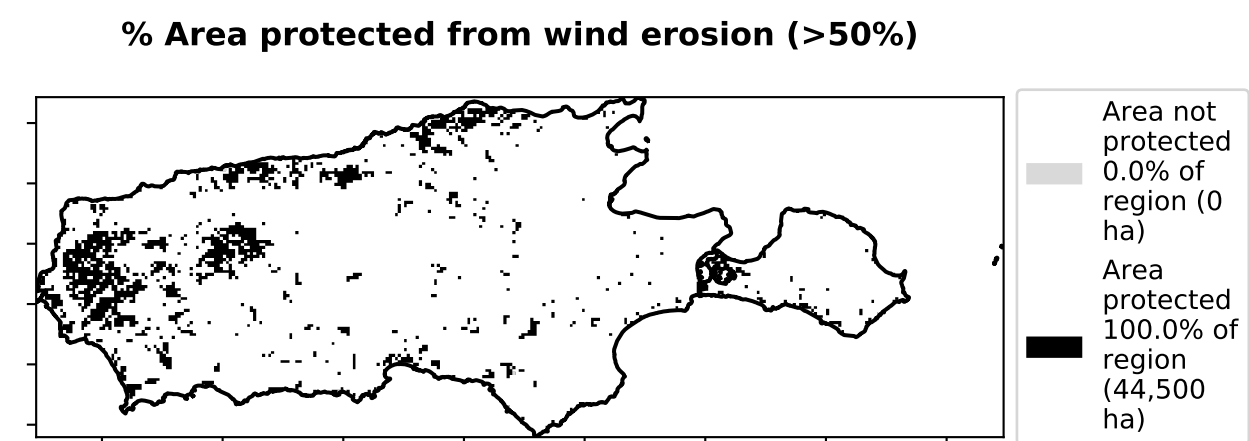 % Area protected from wind erosion (>50%)
Area not
protected
0.0% of
region (0
ha)
Area
protected
100.0% of
region
(44,500
ha)